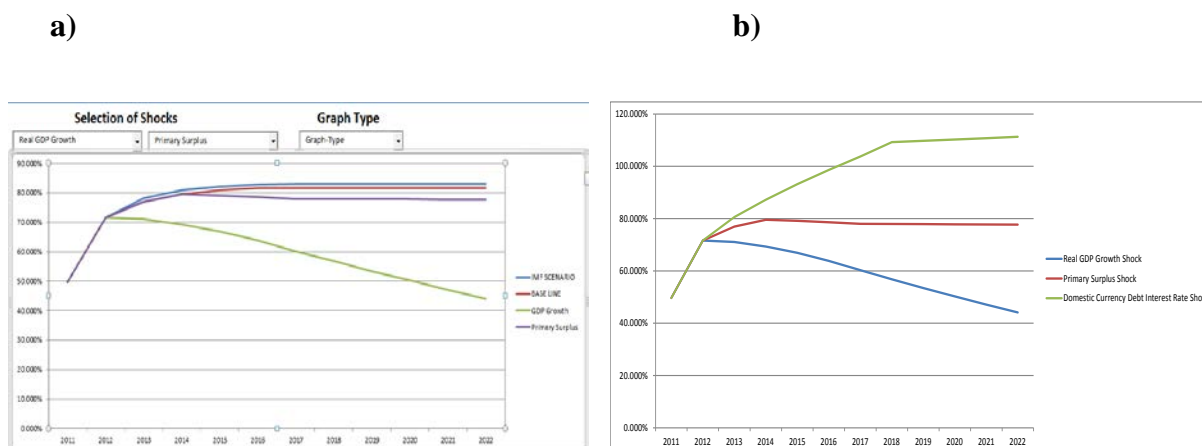 a)
b)
Selection of Shocks Graph Type
Real GDP Growth Primary Surplus Graph-Type
90.000%
80.000%
70.000%
60.000%
50.000%
40.000%
30.000%
20.000%
10.000%
0.000%
2011 2012 2013 2014 2015 2016 2017 2018 2019 2020 2021 2022
IMF SCENARIO
BASE LINE
GDP Growth
Primary Surplus
120.000%
100.000%
80.000%
60.000%
40.000%
20.000%
0.000%
2011 2012 2013 2014 2015 2016 2017 2018 2019 2020 2021 2022
Real GDP Growth Shock
Primary Surplus Shock
Domestic Currency Debt Interest Rate Sho